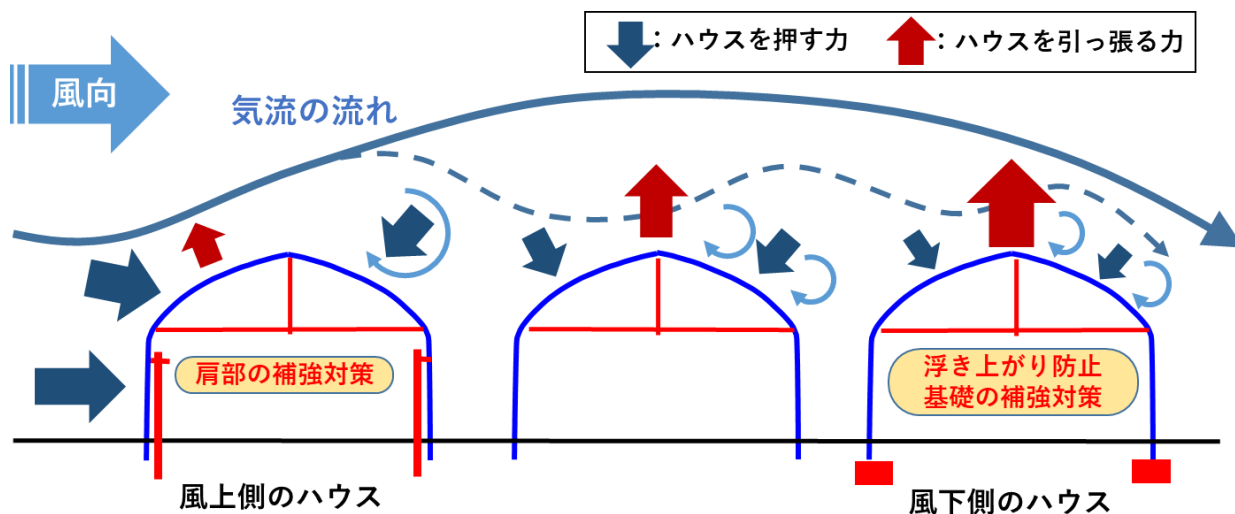 ：ハウスを押す力
：ハウスを引っ張る力
風向
気流の流れ
肩部の補強対策
浮き上がり防止
基礎の補強対策
風上側のハウス
風下側のハウス